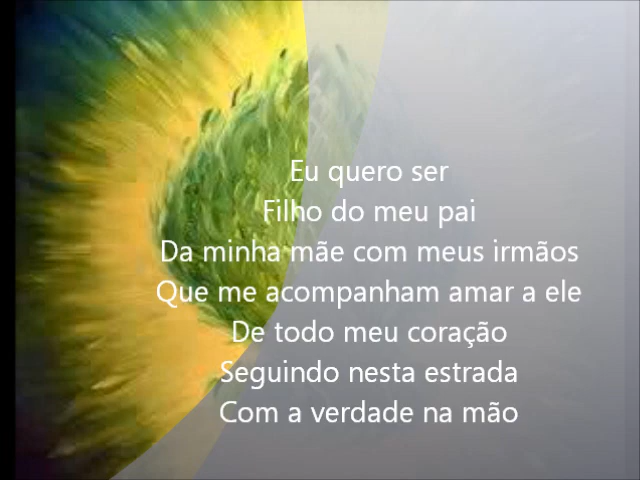 Eu quero ser
Filho do meu pai
Da minha mãe com meus irmãos
Que me acompanham amar a ele
De todo meu coração
Seguindo nesta estrada
Com a verdade na mão